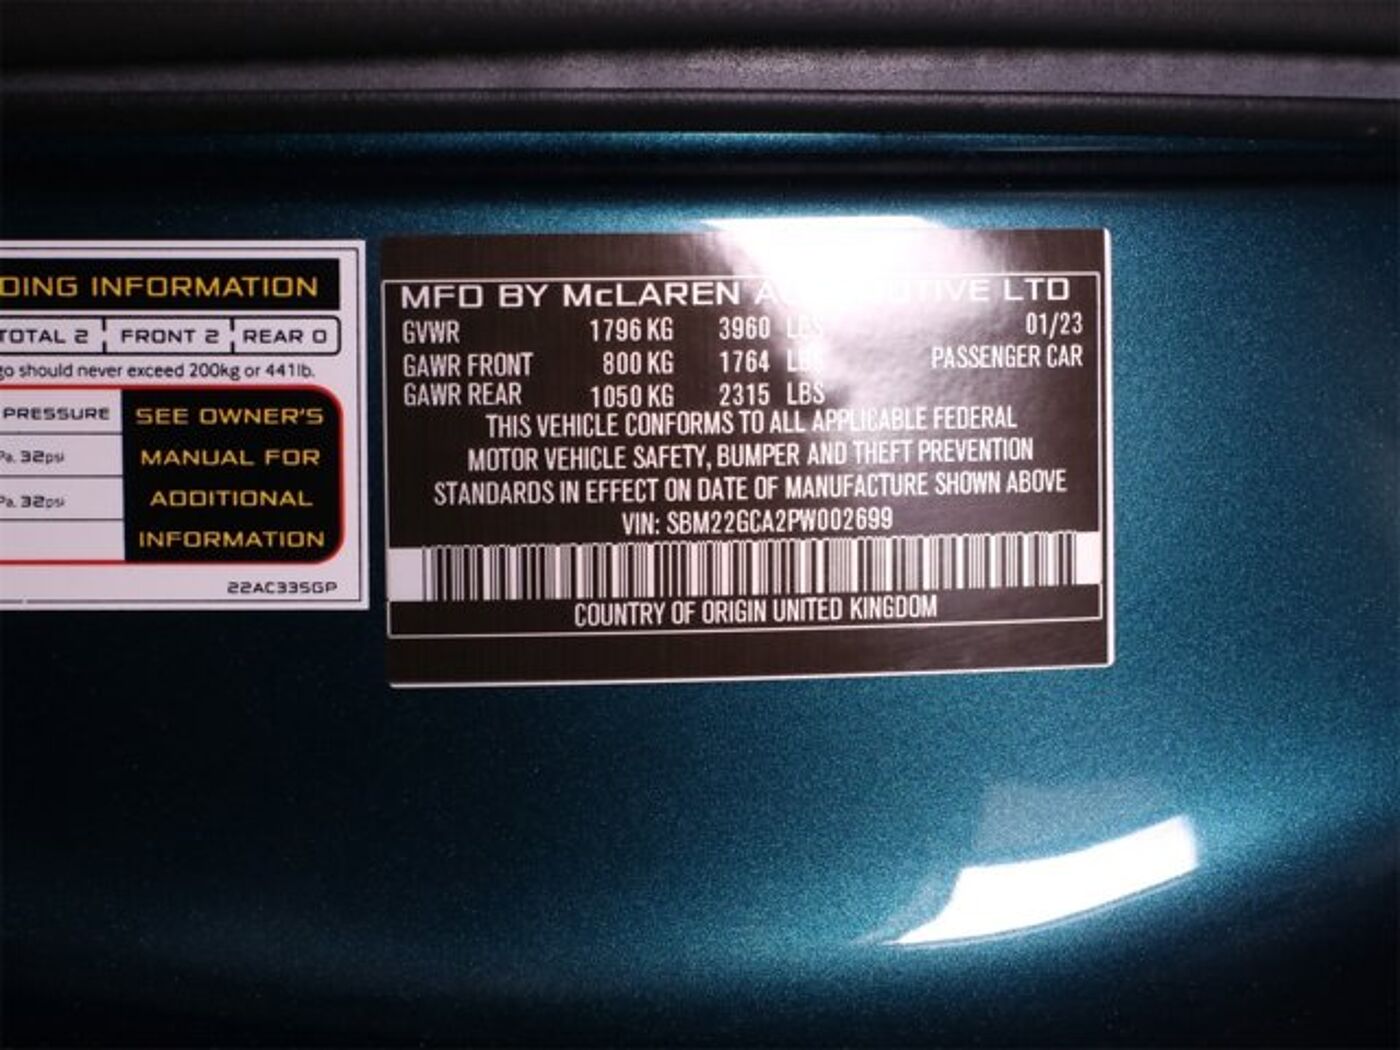 DING INFORMATION
TOTAL 2 FRONT 2 REAR 0
go should never exceed 200kg or 441lb.
PRESSURE
Pa, 32psi
Pa, 32psi
SEE OWNER'S
MANUAL FOR
ADDITIONAL
INFORMATION
22AC335GP
MFD BY McLAREN LTD
GVWR 1796 KG 3960 LBS 01/23
GAWR FRONT 800 KG 1764 LBS PASSENGER CAR
GAWR REAR 1050 KG 2315 LBS
THIS VEHICLE CONFORMS TO ALL APPLICABLE FEDERAL
MOTOR VEHICLE SAFETY, BUMPER AND THEFT PREVENTION
STANDARDS IN EFFECT ON DATE OF MANUFACTURE SHOWN ABOVE
VIN: SBM22GCA2PW002699
COUNTRY OF ORIGIN UNITED KINGDOM